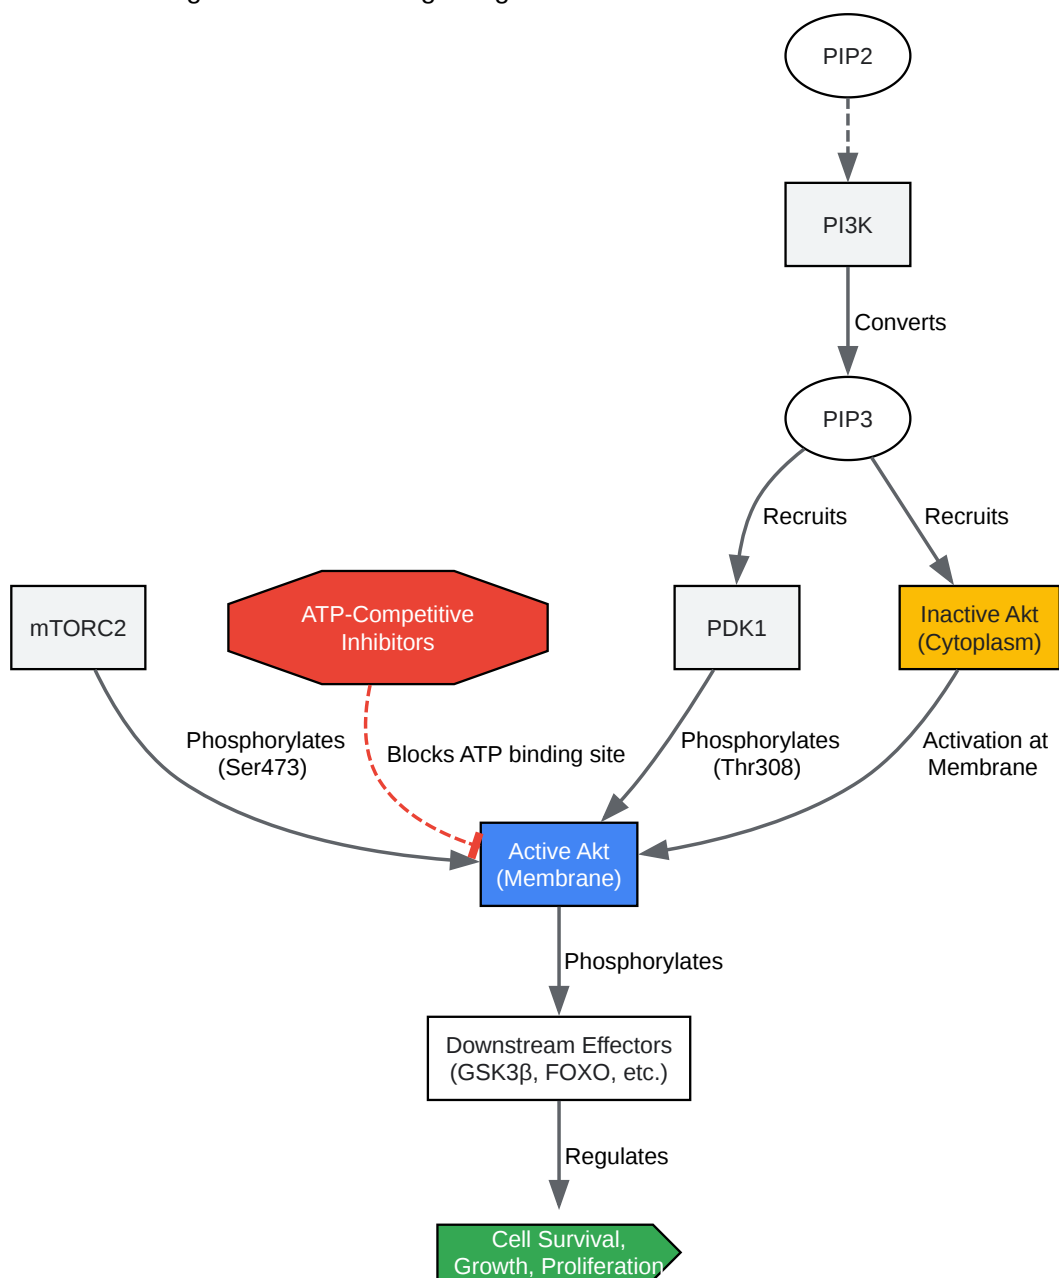 PIP2
PI3K
Converts
PIP3
Recruits
Recruits
mTORC2
ATP-Competitive
Inhibitors
PDK1
Inactive Akt
(Cytoplasm)
Phosphorylates
(Ser473)
Blocks ATP binding site
Phosphorylates
(Thr308)
Activation at
Membrane
Active Akt
(Membrane)
Phosphorylates
Downstream Effectors
(GSK3β, FOXO, etc.)
Regulates
Cell Survival,
Growth, Proliferation